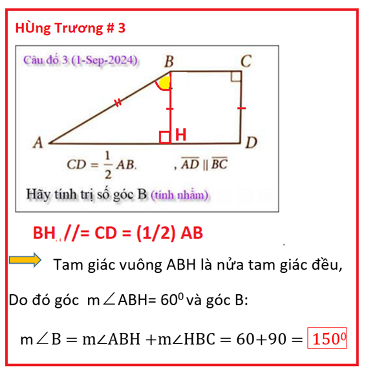 HÙng Trương # 3
Câu đố 3 (1-Sep-2024)
B C
A H D
CD = 1/2 AB. , AD || BC
Hãy tính trị số góc B (tính nhẩm)
BH // = CD = (1/2) AB
Tam giác vuông ABH là nửa tam giác đều,
Do đó góc m∠ABH= 60⁰ và góc B:
m∠B = m∠ABH +m∠HBC = 60+90 = 150⁰